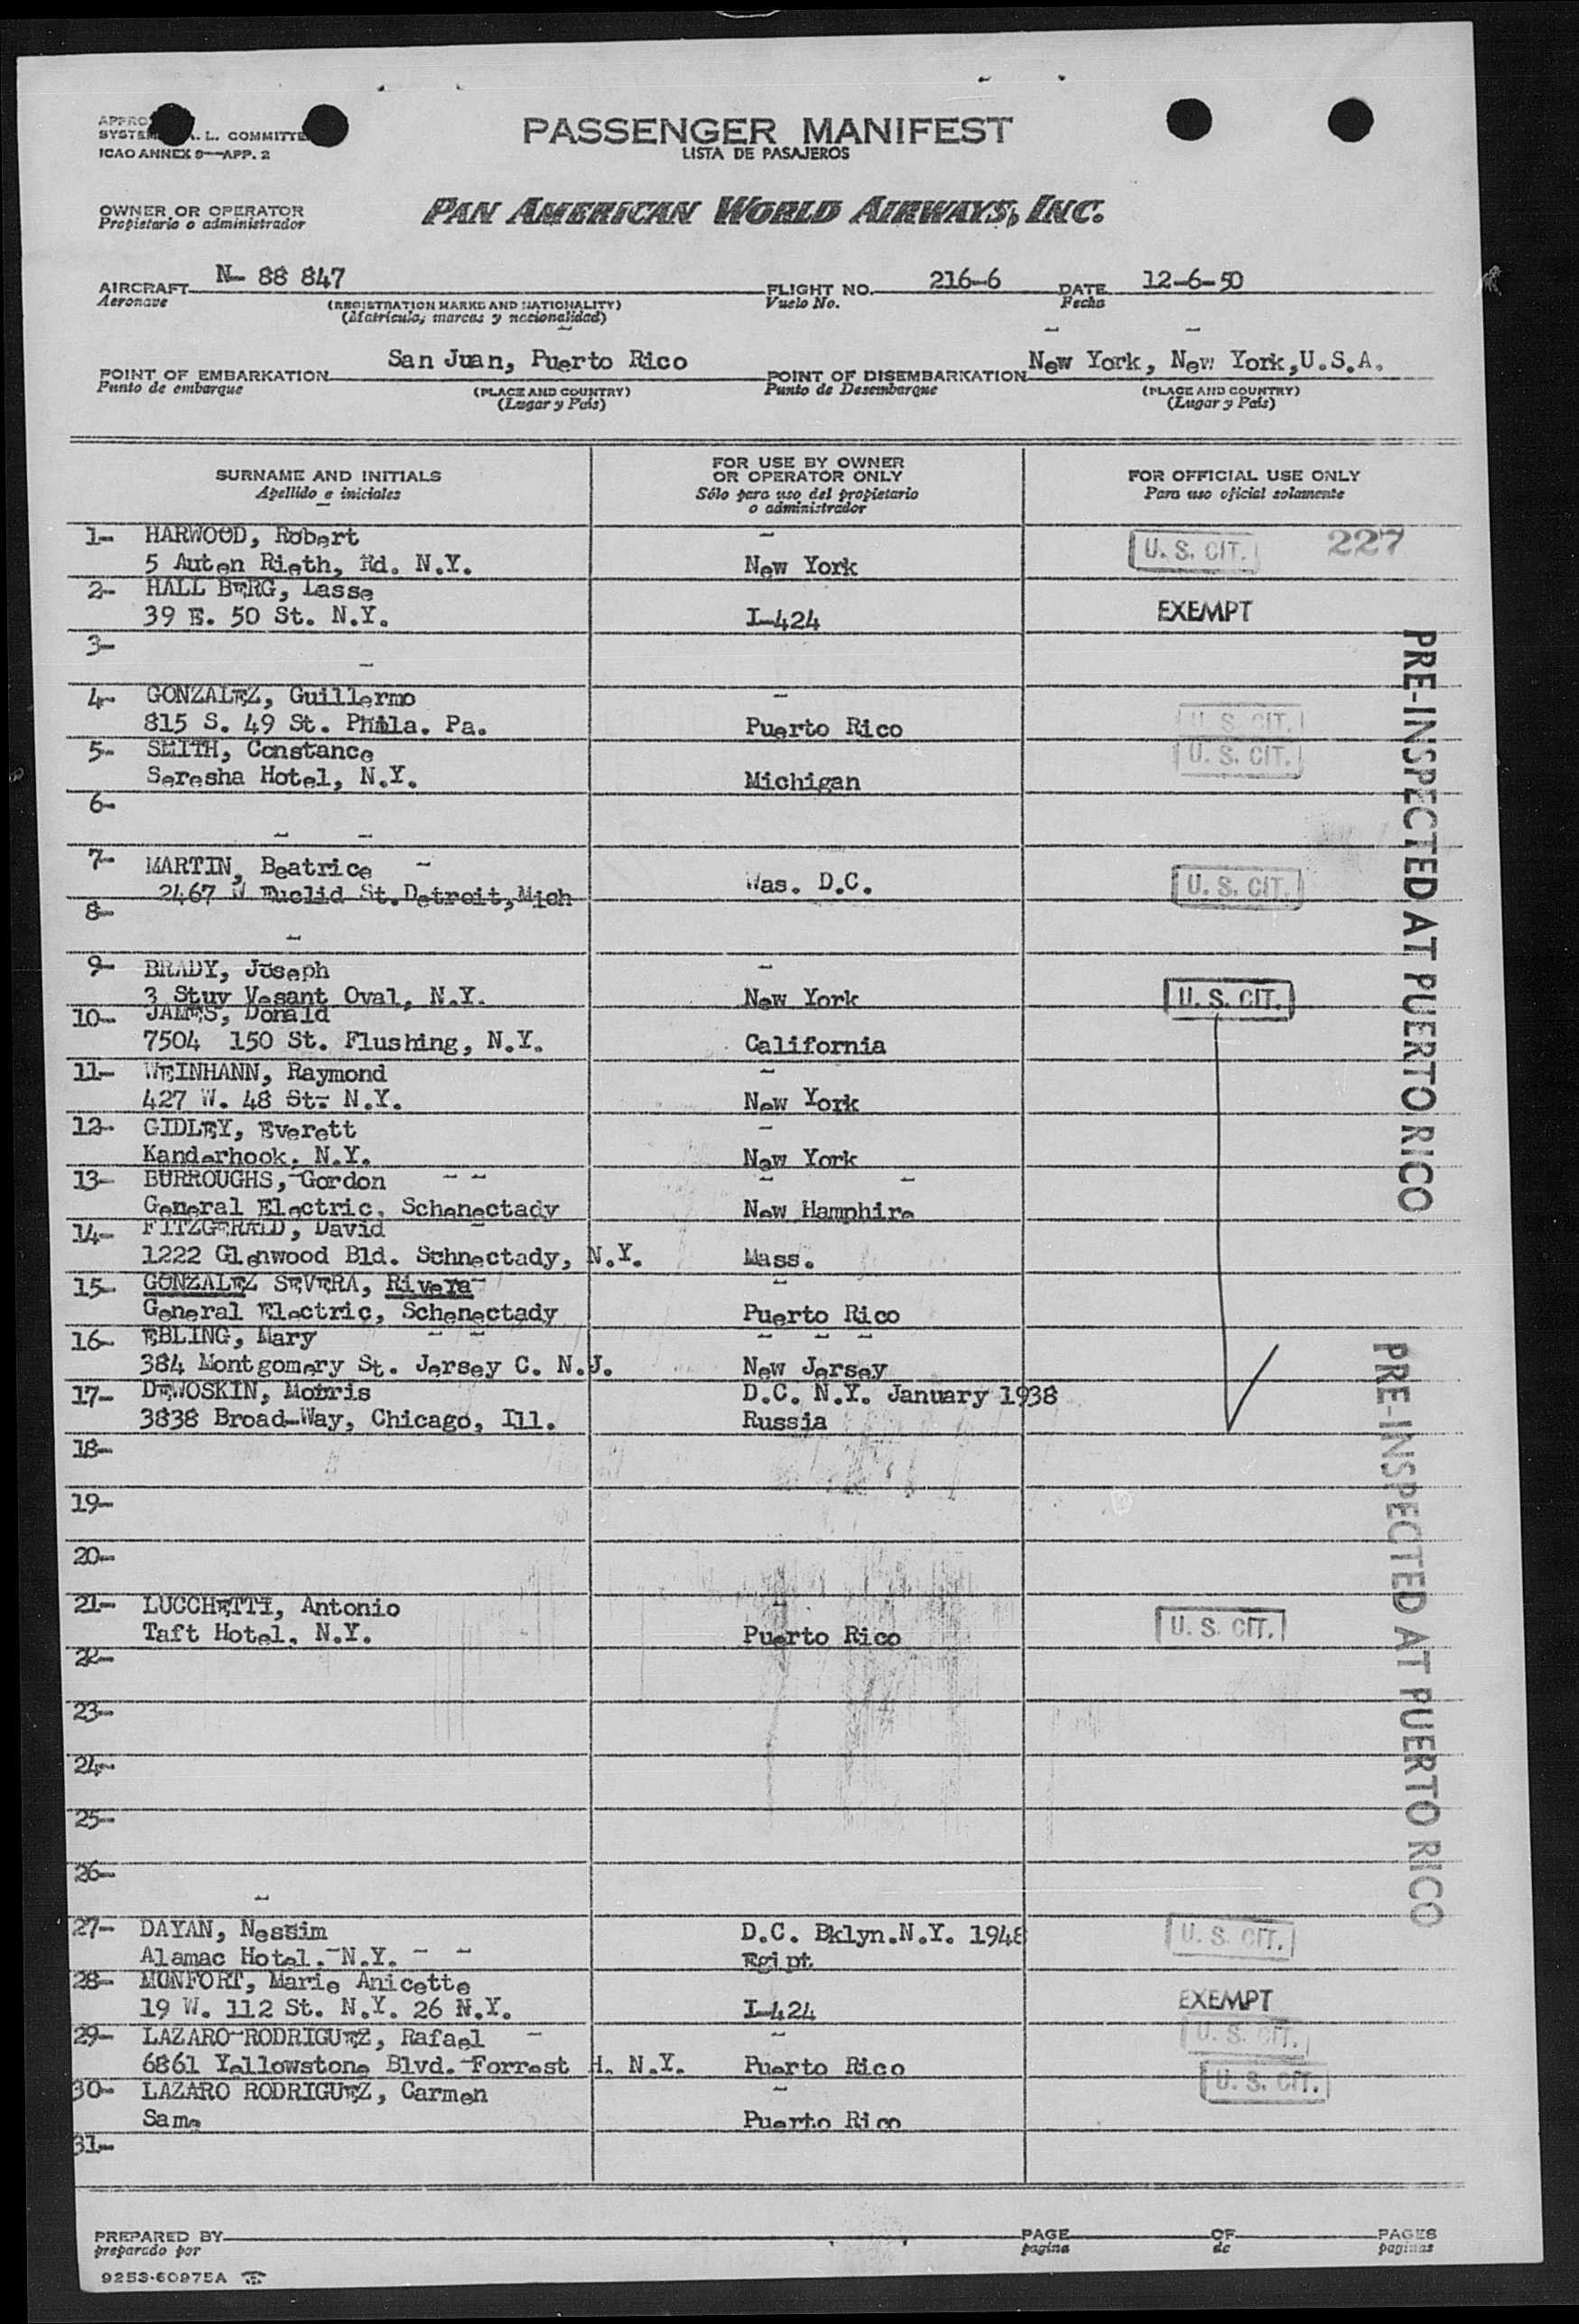 PASSENGER MANIFEST
LISTA DE PASAJEROS
L. COMMITTE
ICAO ANNEX 9—APP. 2
OWNER OR OPERATOR
Propietario o administrador
PAN AMERICAN WORLD AIRWAYS, INC.
AIRCRAFT N- 88 847 FLIGHT NO. 216-6 DATE 12-6-50
Aeronave (REGISTRATION MARKS AND NATIONALITY) Vuelo No. Fecha
(Matrícula, marcas y nacionalidad)
POINT OF EMBARKATION San Juan, Puerto Rico POINT OF DISEMBARKATION New York, New York,U.S.A.
Punto de embarque (PLACE AND COUNTRY) Punto de Desembarque (PLACE AND COUNTRY)
(Lugar y País) (Lugar y País)
SURNAME AND INITIALS
Apellido e iniciales
FOR USE BY OWNER
OR OPERATOR ONLY
Sólo para uso del propietario
o administrador
FOR OFFICIAL USE ONLY
Para uso oficial solamente
1- HARWOOD, Robert U. S. CIT. 227
5 Auten Rieth, Rd. N.Y. New York
2- HALL BERG, Lasse
39 E. 50 St. N.Y. I-424 EXEMPT
3-
4- GONZALEZ, Guillermo
815 S. 49 St. Phila. Pa. Puerto Rico U. S. CIT.
5- SMITH, Constance U. S. CIT.
Seresha Hotel, N.Y. Michigan
6-
7- MARTIN, Beatrice
2467 W Euclid St.Detroit,Mich Was. D.C. U. S. CIT.
8-
9- BRADY, Joseph
3 Stuy Vesant Oval, N.Y. New York U. S. CIT.
10- JAMES, Donald
7504 150 St. Flushing, N.Y. California
11- WEINHANN, Raymond
427 W. 48 St. N.Y. New York
12- GIDLEY, Everett
Kanderhook. N.Y. New York
13- BURROUGHS, Gordon
General Electric, Schenectady New Hamphire
14- FITZGERALD, David
1222 Glenwood Bld. Schnectady, N.Y. Mass.
15- GONZALEZ SEVERA, Rivera
General Electric, Schenectady Puerto Rico
16- EBLING, Mary
384 Montgomery St. Jersey C. N.J. New Jersey
17- DEWOSKIN, Morris D.C. N.Y. January 1938
3838 Broad-Way, Chicago, Ill. Russia
18-
19-
20-
21- LUCCHETTI, Antonio
Taft Hotel, N.Y. Puerto Rico U. S. CIT.
22-
23-
24-
25-
26-
27- DAYAN, Nessim D.C. Bklyn.N.Y. 1948 U. S. CIT.
Alamac Hotel. N.Y. Egipt
28- MONFORT, Marie Anicette
19 W. 112 St. N.Y. 26 N.Y. I-424 EXEMPT
29- LAZARO-RODRIGUEZ, Rafael U. S. CIT.
6861 Yellowstone Blvd. Forrest H. N.Y. Puerto Rico
30- LAZARO RODRIGUEZ, Carmen U. S. CIT.
Same Puerto Rico
31-
PRE-INSPECTED AT PUERTO RICO
PRE-INSPECTED AT PUERTO RICO
PREPARED BY PAGE OF PAGES
preparado por pagina de paginas
9253-60975A